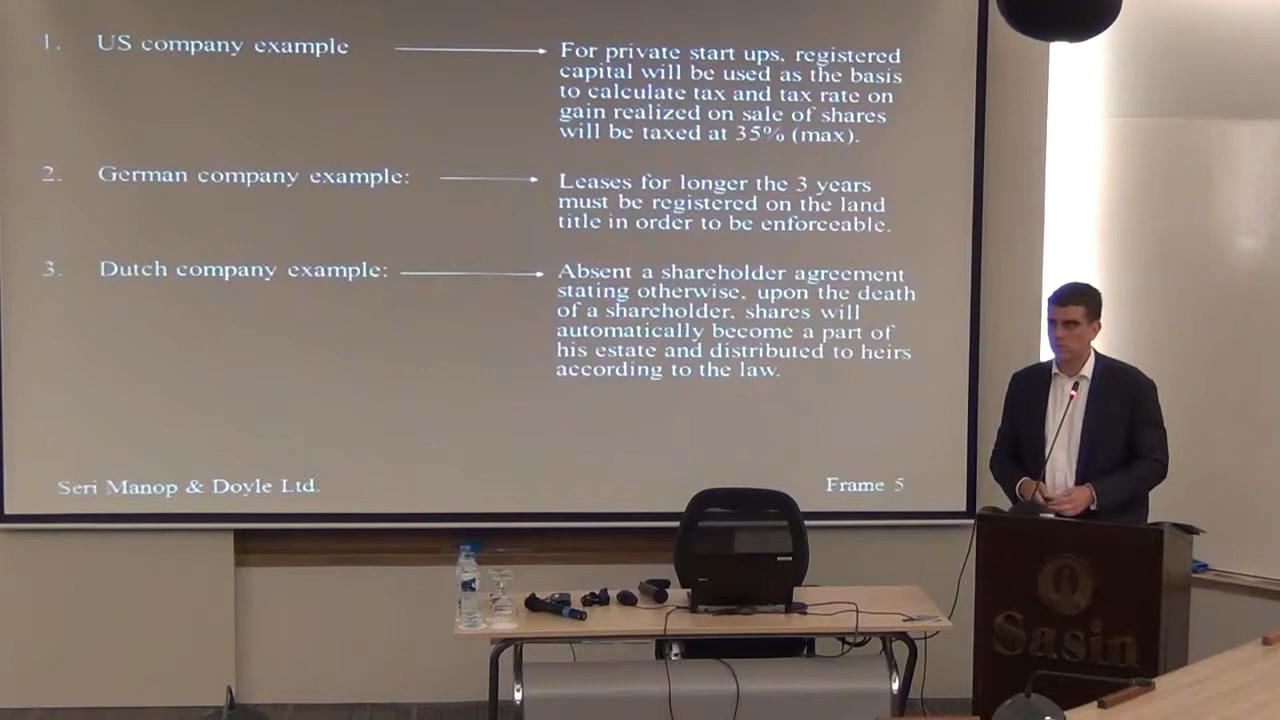 1. US company example
For private start ups, registered
capital will be used as the basis
to calculate tax and tax rate on
gain realized on sale of shares
will be taxed at 35% (max).
2. German company example:
Leases for longer the 3 years
must be registered on the land
title in order to be enforceable.
3. Dutch company example:
Absent a shareholder agreement
stating otherwise, upon the death
of a shareholder, shares will
automatically become a part of
his estate and distributed to heirs
according to the law.
Seri Manop & Doyle Ltd.
Frame 5
Sasin